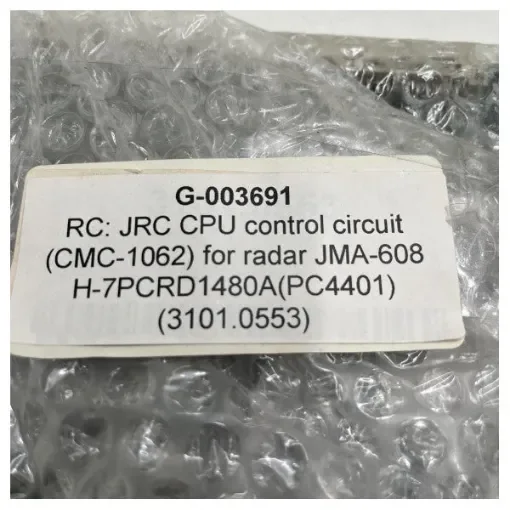 G-003691
RC: JRC CPU control circuit
(CMC-1062) for radar JMA-608
H-7PCRD1480A(PC4401)
(3101.0553)